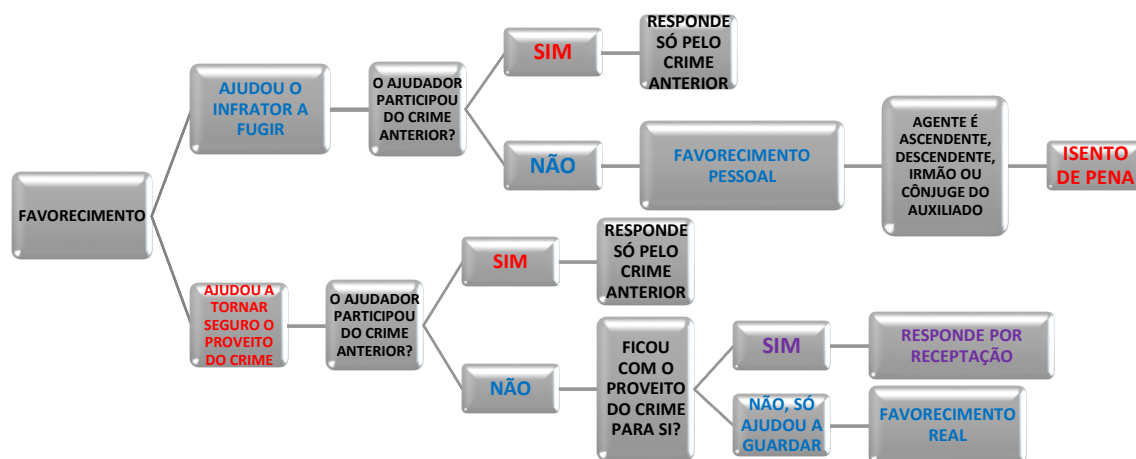 FAVORECIMENTO
AJUDOU O
INFRATOR A
FUGIR
O AJUDADOR
PARTICIPOU
DO CRIME
ANTERIOR?
SIM
RESPONDE
SÓ PELO
CRIME
ANTERIOR
NÃO
FAVORECIMENTO
PESSOAL
AGENTE É
ASCENDENTE,
DESCENDENTE,
IRMÃO OU
CÔNJUGE DO
AUXILIADO
ISENTO
DE PENA
AJUDOU A
TORNAR
SEGURO O
PROVEITO
DO CRIME
O AJUDADOR
PARTICIPOU
DO CRIME
ANTERIOR?
SIM
RESPONDE
SÓ PELO
CRIME
ANTERIOR
NÃO
FICOU
COM O
PROVEITO
DO CRIME
PARA SI?
SIM
RESPONDE POR
RECEPTAÇÃO
NÃO, SÓ
AJUDOU A
GUARDAR
FAVORECIMENTO
REAL